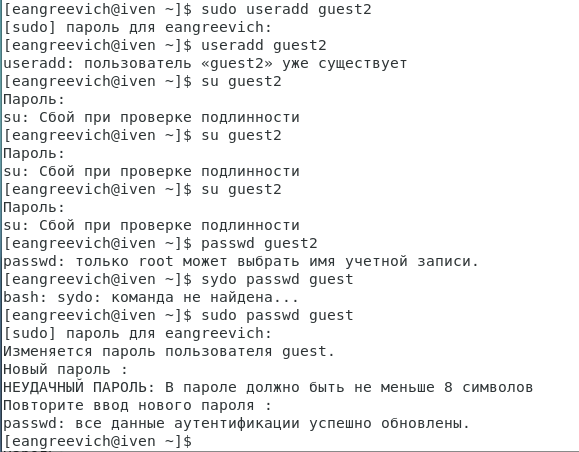 [eangreevich@iven ~]$ sudo useradd guest2
[sudo] пароль для eangreevich:
[eangreevich@iven ~]$ useradd guest2
useradd: пользователь «guest2» уже существует
[eangreevich@iven ~]$ su guest2
Пароль:
su: Сбой при проверке подлинности
[eangreevich@iven ~]$ su guest2
Пароль:
su: Сбой при проверке подлинности
[eangreevich@iven ~]$ su guest2
Пароль:
su: Сбой при проверке подлинности
[eangreevich@iven ~]$ passwd guest2
passwd: только root может выбрать имя учетной записи.
[eangreevich@iven ~]$ sydo passwd guest
bash: sydo: команда не найдена...
[eangreevich@iven ~]$ sudo passwd guest
[sudo] пароль для eangreevich:
Изменяется пароль пользователя guest.
Новый пароль :
НЕУДАЧНЫЙ ПАРОЛЬ: В пароле должно быть не меньше 8 символов
Повторите ввод нового пароля :
passwd: все данные аутентификации успешно обновлены.
[eangreevich@iven ~]$